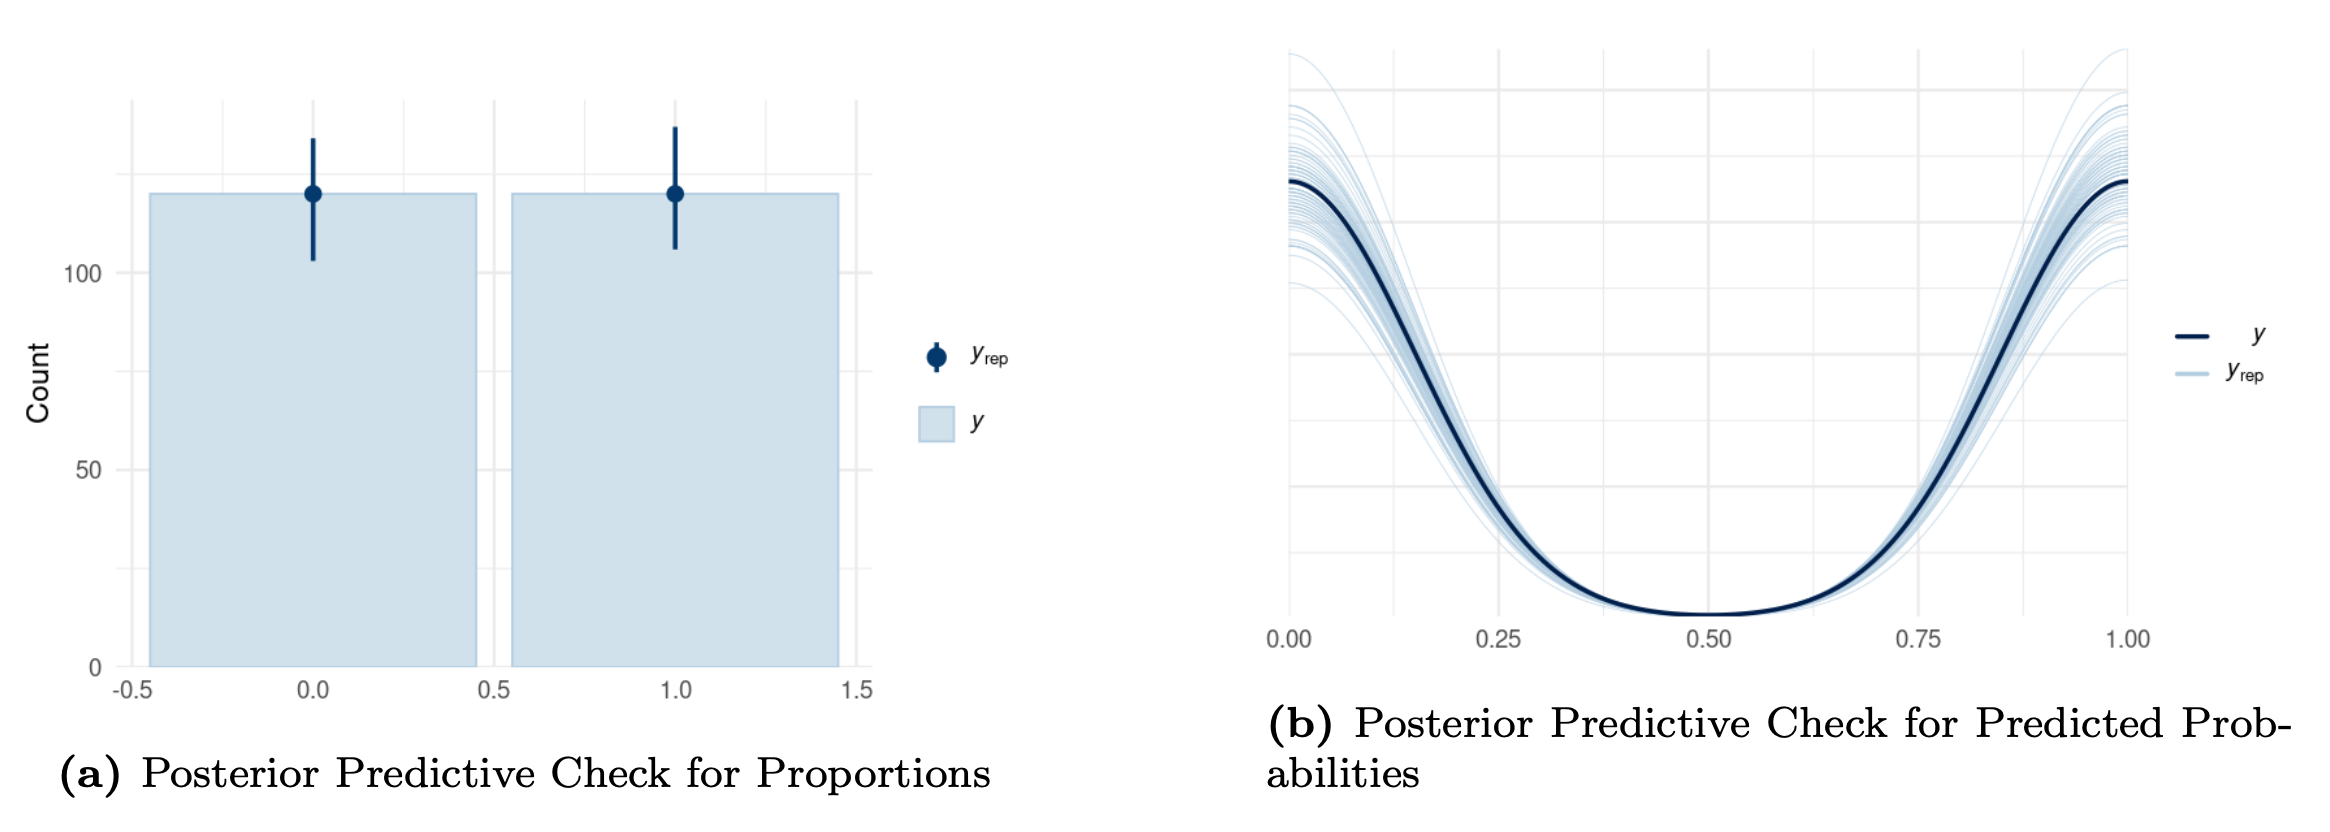 Count
100
50
0
-0.5 0.0 0.5 1.0 1.5
yrep
y
(a) Posterior Predictive Check for Proportions
y
yrep
0.00 0.25 0.50 0.75 1.00
(b) Posterior Predictive Check for Predicted Prob-
abilities